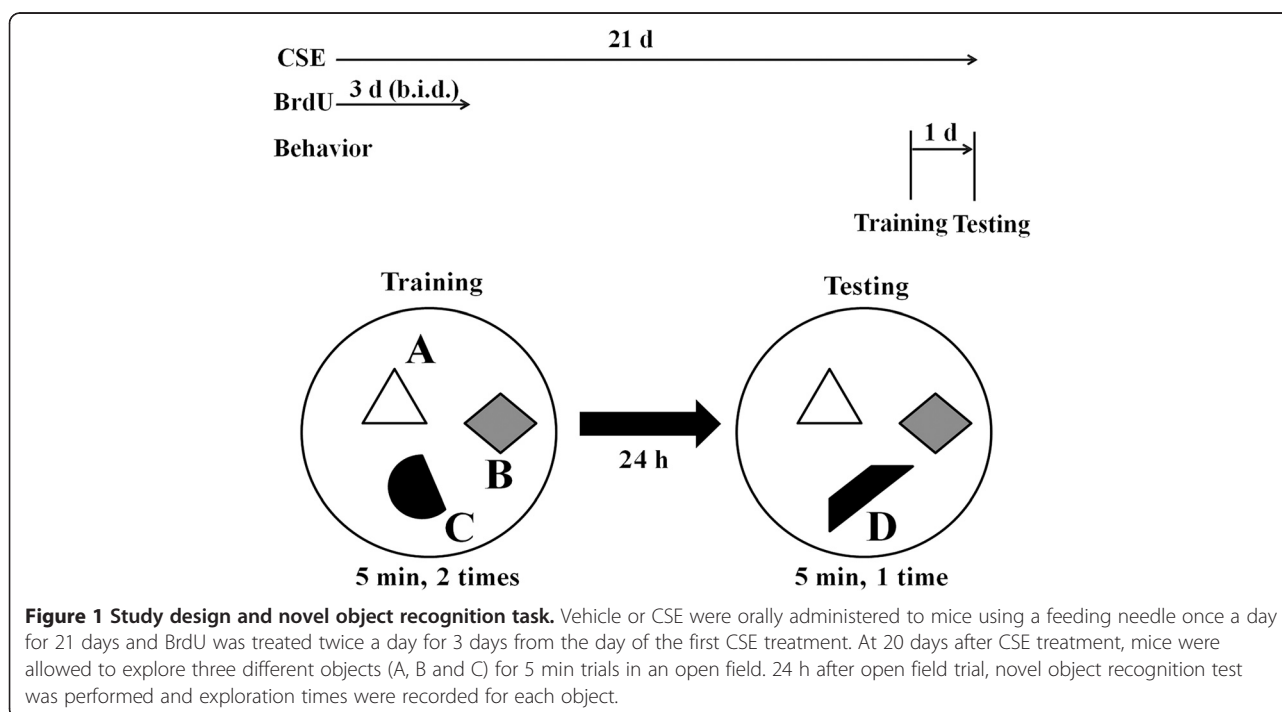 21 d
CSE
3 d (b.i.d.)
BrdU
Behavior
1 d
Training Testing
Training
Testing
A
B
C
24 h
D
5 min, 2 times
5 min, 1 time
Figure 1 Study design and novel object recognition task. Vehicle or CSE were orally administered to mice using a feeding needle once a day
for 21 days and BrdU was treated twice a day for 3 days from the day of the first CSE treatment. At 20 days after CSE treatment, mice were
allowed to explore three different objects (A, B and C) for 5 min trials in an open field. 24 h after open field trial, novel object recognition test
was performed and exploration times were recorded for each object.